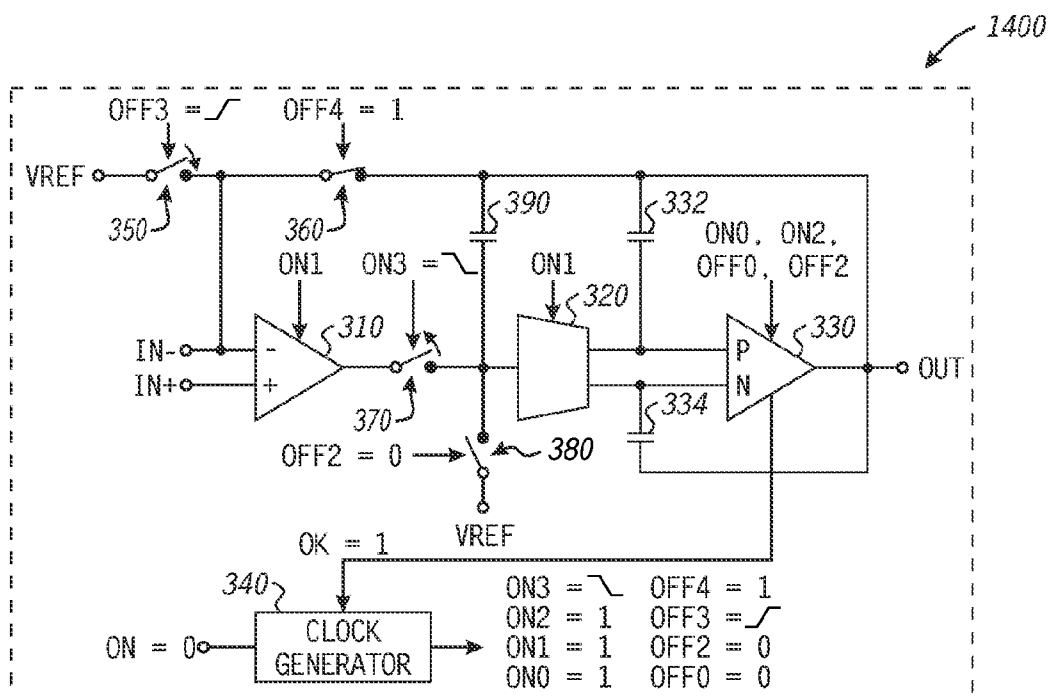 1400
OFF3 =
OFF4 = 1
VREF
350
360
390
332
ON0, ON2,
OFF0, OFF2
ON1
ON3 =
ON1
310
320
330
IN-
-
P
OUT
IN+
+
N
370
334
OFF2 = 0
380
VREF
OK = 1
340
ON = 0
CLOCK
GENERATOR
ON3 = OFF4 = 1
ON2 = 1 OFF3 =
ON1 = 1 OFF2 = 0
ON0 = 1 OFF0 = 0